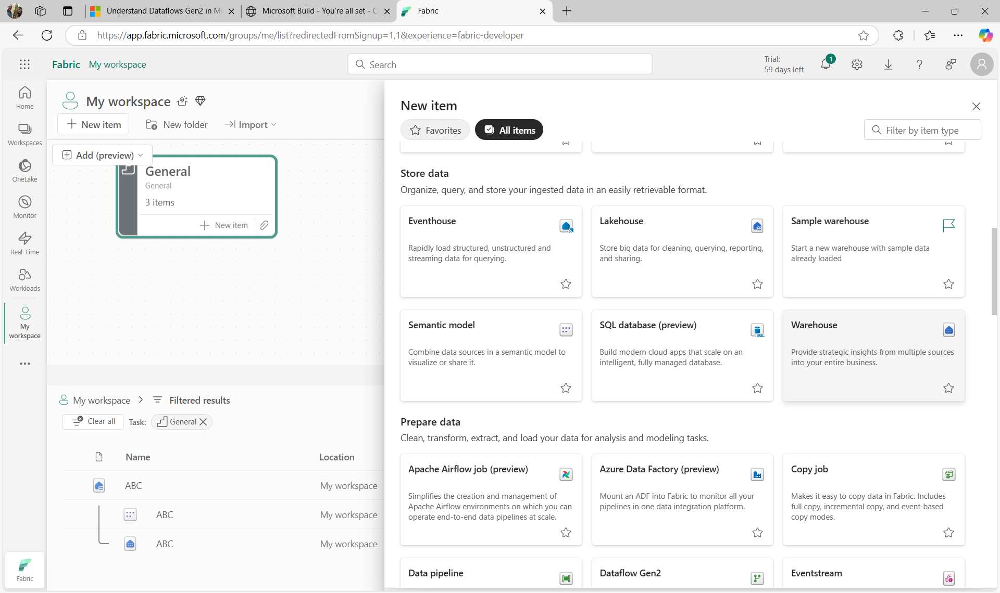 Understand Dataflows Gen2 in Mi
Microsoft Build - You're all set - C
Fabric
https://app.fabric.microsoft.com/groups/me/list?redirectedFromSignup=1,1&experience=fabric-developer
Fabric My workspace
Search
Trial:
59 days left
1
Home
Workspaces
OneLake
Monitor
Real-Time
Workloads
My
workspace
Fabric
My workspace
New item
New folder
Import
Add (preview)
General
General
3 items
New item
My workspace
Filtered results
Clear all
Task:
General
Name
Location
ABC
My workspace
ABC
My workspace
ABC
My workspace
New item
Favorites
All items
Filter by item type
Store data
Organize, query, and store your ingested data in an easily retrievable format.
Eventhouse
Rapidly load structured, unstructured and
streaming data for querying.
Lakehouse
Store big data for cleaning, querying, reporting,
and sharing.
Sample warehouse
Start a new warehouse with sample data
already loaded
Semantic model
Combine data sources in a semantic model to
visualize or share it.
SQL database (preview)
SQL
Build modern cloud apps that scale on an
intelligent, fully managed database.
Warehouse
Provide strategic insights from multiple sources
into your entire business.
Prepare data
Clean, transform, extract, and load your data for analysis and modeling tasks.
Apache Airflow job (preview)
Simplifies the creation and management of
Apache Airflow environments on which you can
operate end-to-end data pipelines at scale.
Azure Data Factory (preview)
Mount an ADF into Fabric to monitor all your
pipelines in one data integration platform.
Copy job
Makes it easy to copy data in Fabric. Includes
full copy, incremental copy, and event-based
copy modes.
Data pipeline
Dataflow Gen2
Eventstream